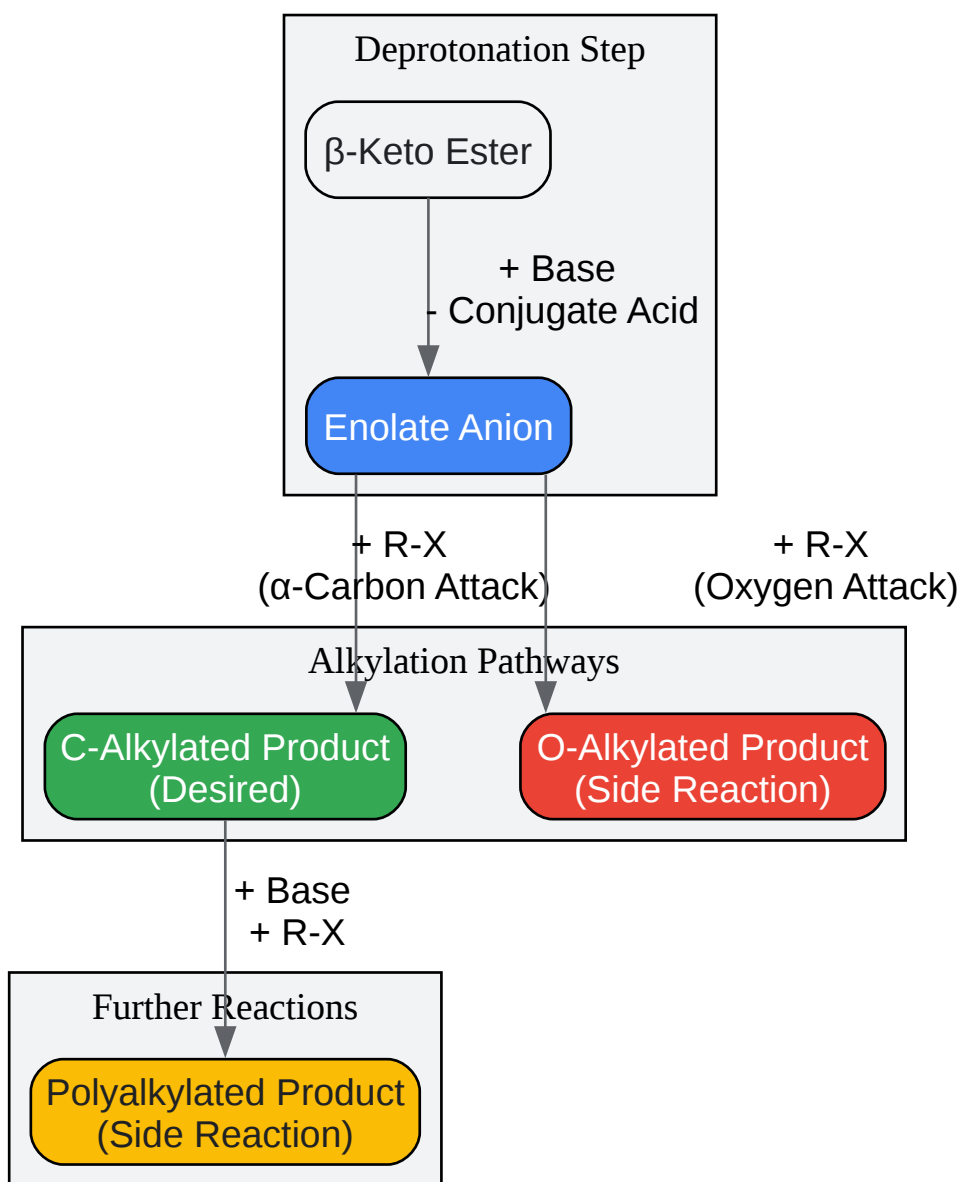 Deprotonation Step
β-Keto Ester
+ Base
- Conjugate Acid
Enolate Anion
+ R-X
(α-Carbon Attack)
+ R-X
(Oxygen Attack)
Alkylation Pathways
C-Alkylated Product
(Desired)
O-Alkylated Product
(Side Reaction)
+ Base
+ R-X
Further Reactions
Polyalkylated Product
(Side Reaction)